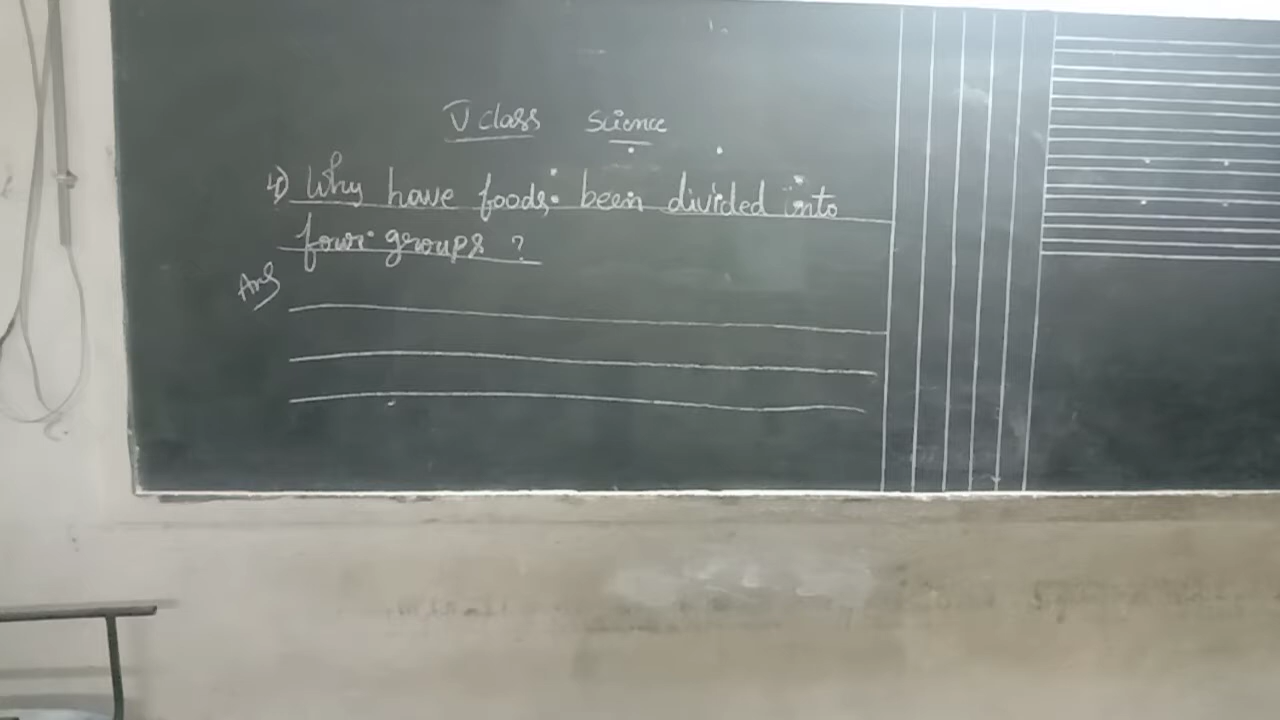 V class Science
4) Why have foods been divided into
four groups ?
Ans